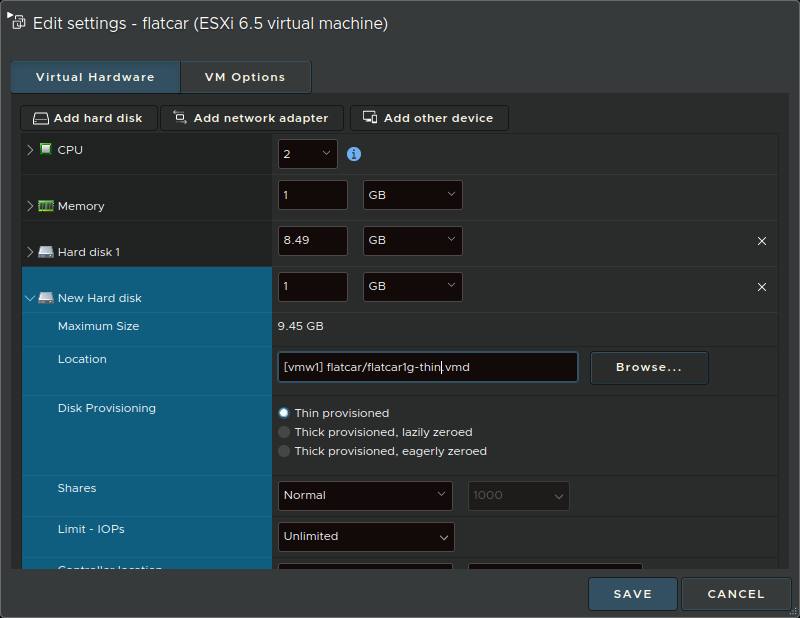 Edit settings - flatcar (ESXi 6.5 virtual machine)
Virtual Hardware VM Options
Add hard disk Add network adapter Add other device
CPU 2
Memory 1 GB
Hard disk 1 8.49 GB
New Hard disk 1 GB
Maximum Size 9.45 GB
Location [vmw1] flatcar/flatcar1g-thin.vmd Browse...
Disk Provisioning
Thin provisioned
Thick provisioned, lazily zeroed
Thick provisioned, eagerly zeroed
Shares Normal 1000
Limit - IOPs Unlimited
Controller location
SAVE CANCEL